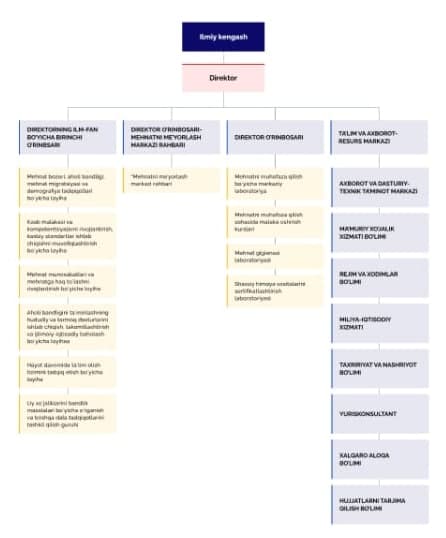 Ilmiy kengash
Direktor
DIREKTORNING ILM-FAN
BO'YICHA BIRINCHI
O'RINBSARI
DIREKTOR O'RINBOSARI-
MEHNATNI ME'YORLASH
MARKAZI RAHBARI
DIREKTOR O'RINBOSARI
TA'LIM VA AXBOROT-
RESURS MARKAZI
Mehnat bozori, aholi bandligi,
mehnat migratsiyasi va
demografiya tadqiqotlari
bo'yicha loyiha
Kasb malakasi va
kompetentsiyalarni rivojlantirish,
kasbiy standartlar ishlab
chiqishni muvofiqlashtirish
bo'yicha loyiha
Mehnat munosabatlari va
mehnatga haq to'lashni
rivojlantirish bo'yicha loyiha
Aholi bandligini ta'minlashning
hududiy va tarmoq dasturlarini
ishlab chiqish, takomillashtirish
va ijtimoiy-iqtisodiy baholash
bo'yicha loyihasi
Hayot davomida ta'lim olish
tizimini tadqiq etish bo'yicha
loyiha
Uy xo'jaliklarini bandlik
masalalari bo'yicha o'rganish
va boshqa dala tadqiqotlarini
tashkil qilish guruhi
"Mehnatni me'yorlash
markazi rahbari
Mehnatni muhofaza qilish
bo'yicha markaziy
laboratoriya
Mehnatni muhofaza qilish
sohasida malaka oshirish
kurslari
Mehnat gigienasi
laboratoriyasi
Shaxsiy himoya vositalarini
sertifikatlashtirish
laboratoriyasi
AXBOROT VA DASTURIY-
TEXNIK TA'MINOT MARKAZI
MA'MURIY XO'JALIK
XIZMATI BO'LIMI
REJIM VA XODIMLAR
BO'LIMI
MILIYA-IQTISODIY
XIZMATI
TAXRIRIYAT VA NASHRIYOT
BO'LIMI
YURISKONSULTANT
XALQARO ALOQA
BO'LIMI
HUJJATLARNI TARJIMA
QILISH BO'LIMI